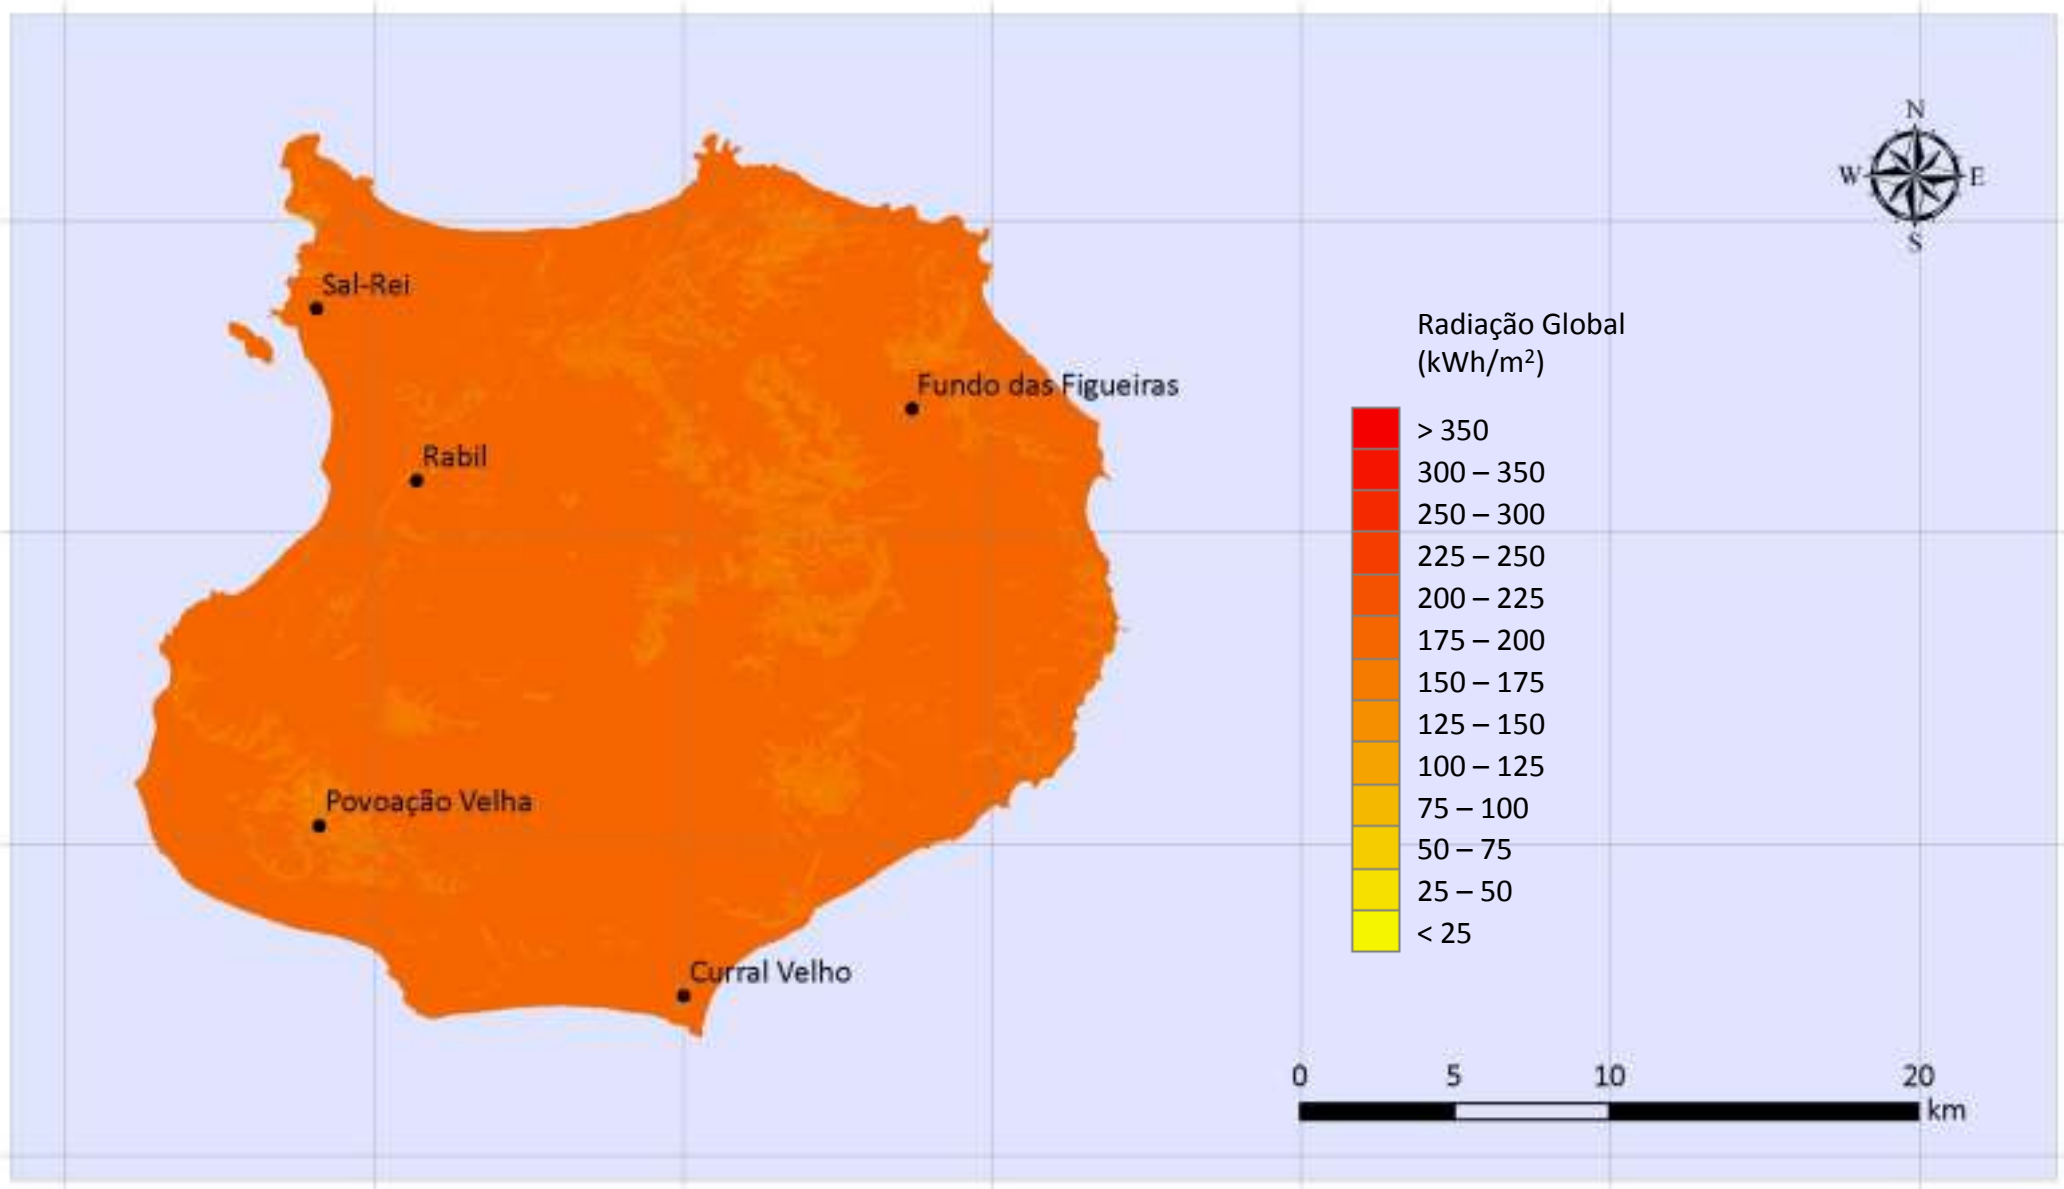 N
W E
S
Sal-Rei
Radiação Global
(kWh/m²)
Fundo das Figueiras
Rabil
> 350
300 – 350
250 – 300
225 – 250
200 – 225
175 – 200
150 – 175
125 – 150
100 – 125
75 – 100
50 – 75
25 – 50
< 25
Povoação Velha
Curral Velho
0 5 10 20
km